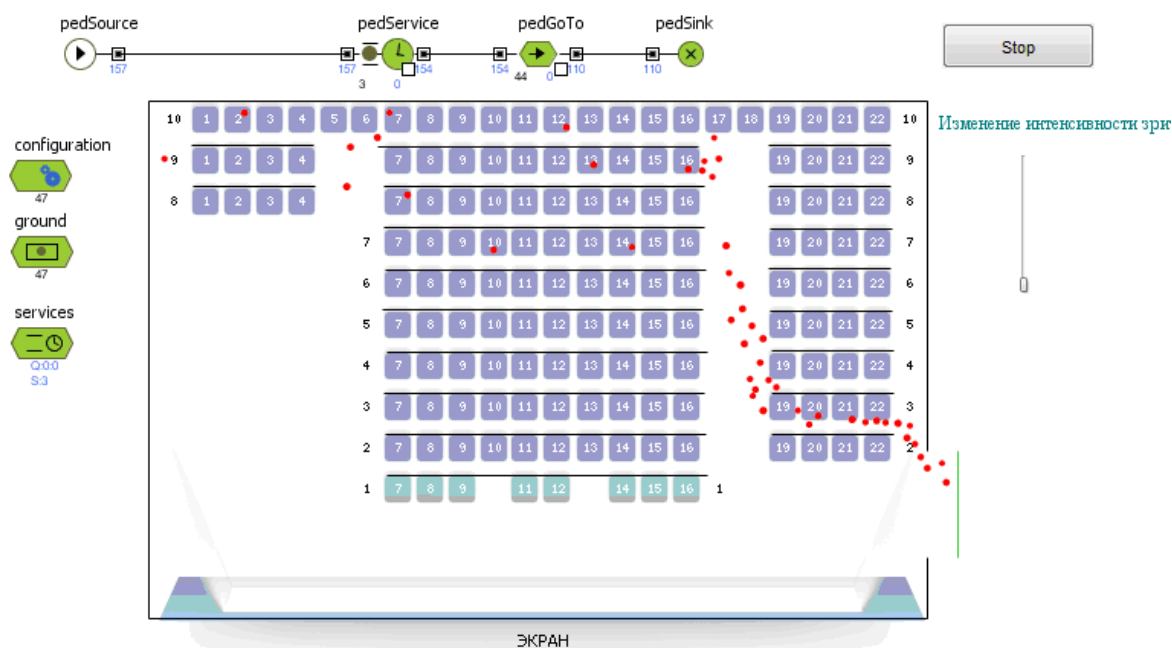 pedSource pedService pedGoTo pedSink
Stop
157 157 154 154 110 110
3 0 44 0
10 1 2 3 4 5 6 7 8 9 10 11 12 13 14 15 16 17 18 19 20 21 22 10
Изменение интенсивности зрит
configuration
47
9 1 2 3 4 7 8 9 10 11 12 13 14 15 16 19 20 21 22 9
8 1 2 3 4 7 8 9 10 11 12 13 14 15 16 19 20 21 22 8
ground
47
7 7 8 9 10 11 12 13 14 15 16 19 20 21 22 7
6 7 8 9 10 11 12 13 14 15 16 19 20 21 22 6
services
Q:0:0
S:3
5 7 8 9 10 11 12 13 14 15 16 19 20 21 22 5
4 7 8 9 10 11 12 13 14 15 16 19 20 21 22 4
3 7 8 9 10 11 12 13 14 15 16 19 20 21 22 3
2 7 8 9 10 11 12 13 14 15 16 19 20 21 22 2
1 7 8 9 11 12 14 15 16 1
ЭКРАН